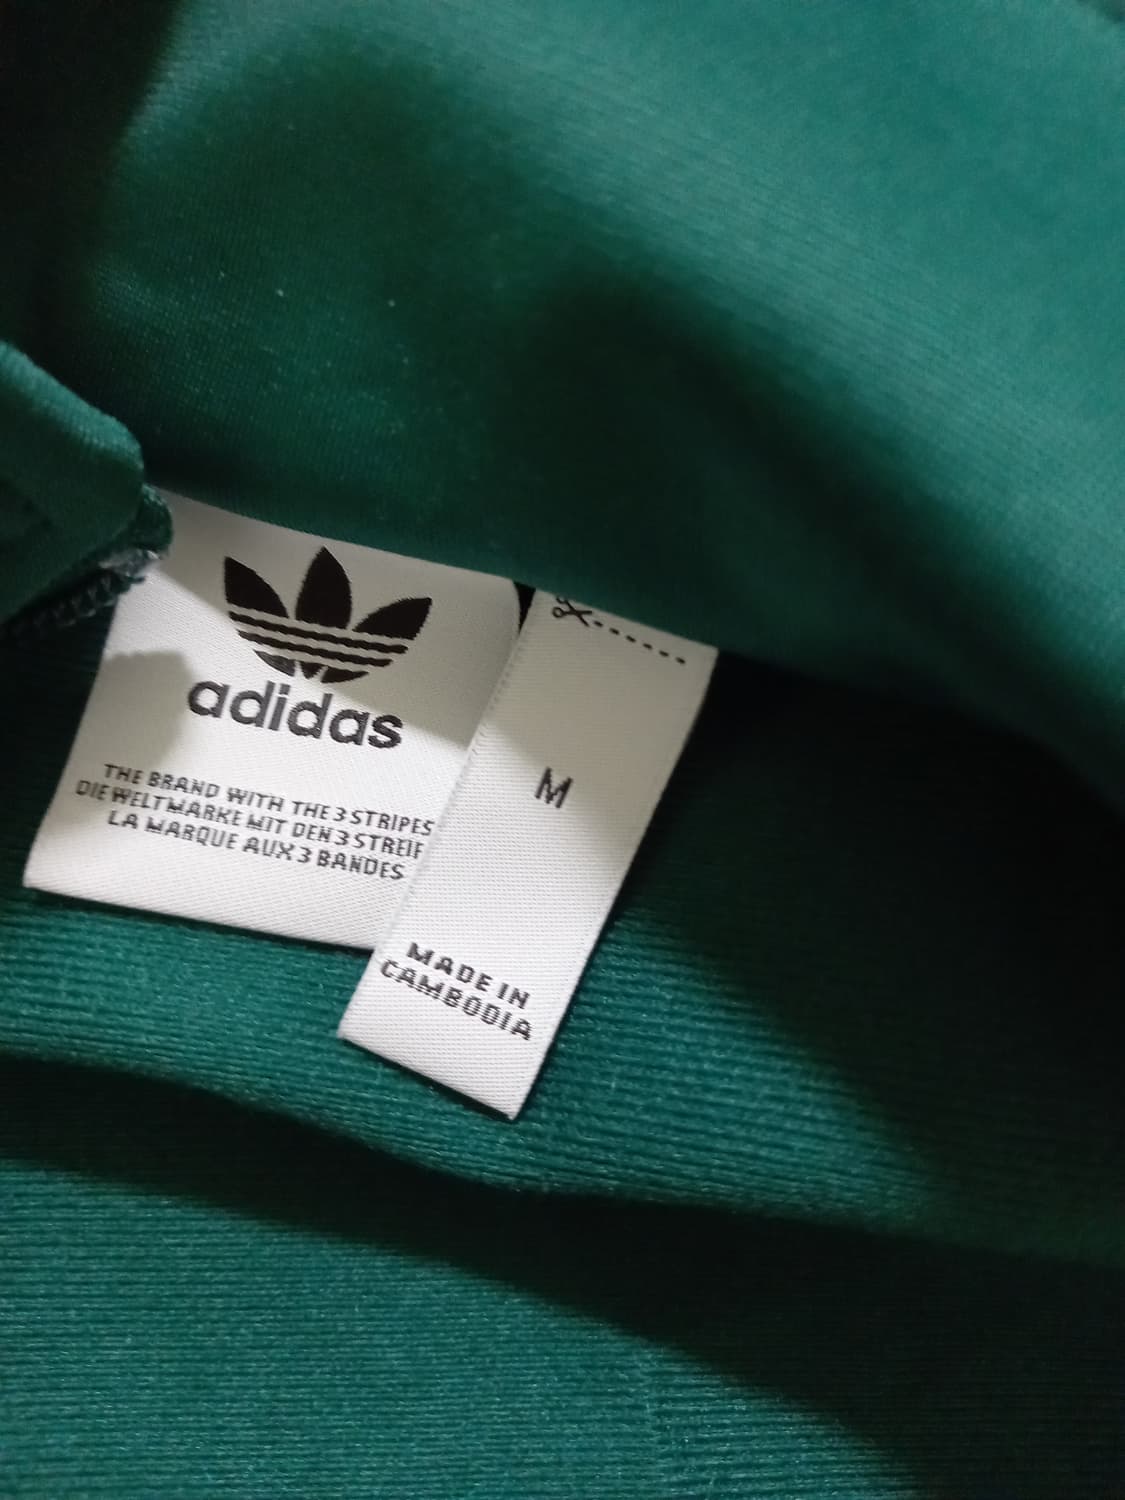 adidas
THE BRAND WITH THE 3 STRIPES
DIE WELTMARKE MIT DEN 3 STREIF
LA MARQUE AUX 3 BANDES
M
MADE IN
CAMBODIA